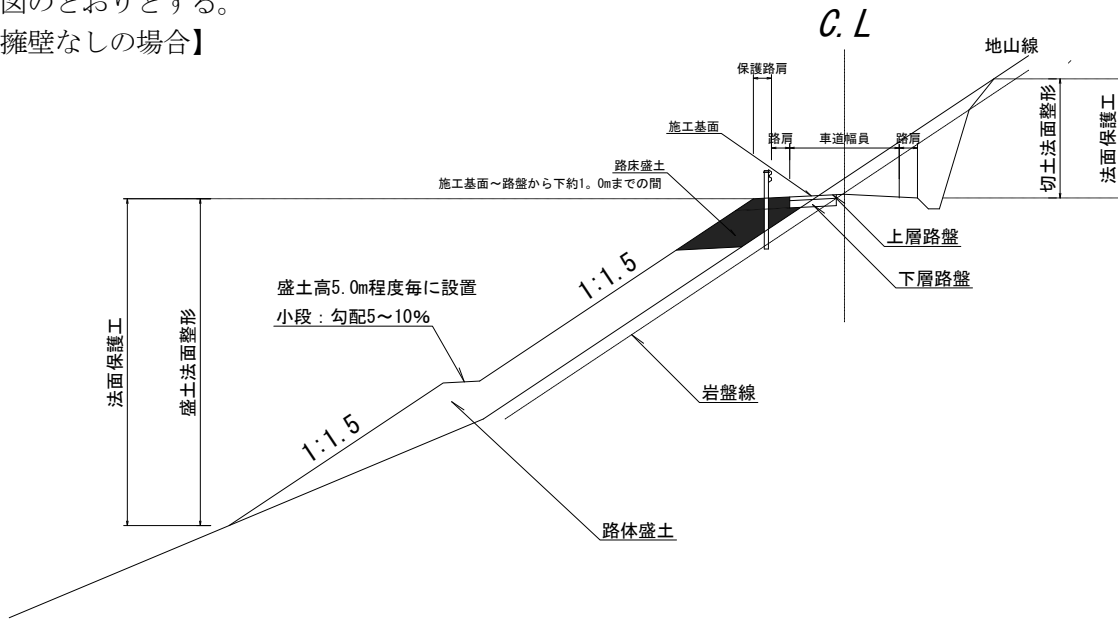 図のとおりとする。
擁壁なしの場合】
C.L
地山線
保護路肩
施工基面
路肩
車道幅員
路肩
路床盛土
施工基面～路盤から下約1。0mまでの間
切土法面整形
法面保護工
上層路盤
下層路盤
1:1.5
盛土高5.0m程度毎に設置
小段：勾配5～10%
法面保護工
盛土法面整形
岩盤線
1:1.5
路体盛土